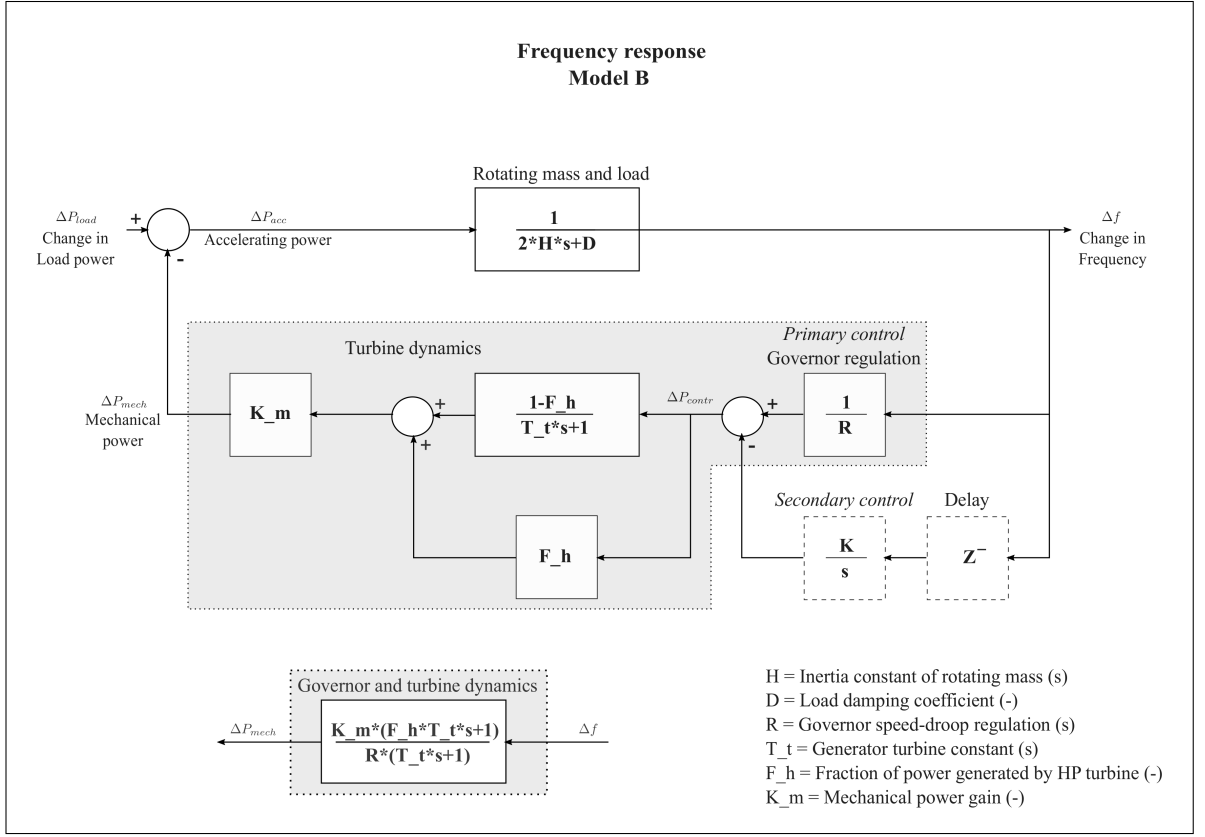 Frequency response
Model B
Rotating mass and load
ΔP_load
Change in
Load power
+
-
ΔP_acc
Accelerating power
1
2*H*s+D
Δf
Change in
Frequency
Turbine dynamics
Primary control
Governor regulation
ΔP_mech
Mechanical
power
K_m
+
+
1-F_h
T_t*s+1
ΔP_contr
+
-
1
R
F_h
Secondary control
K
s
Delay
Z⁻
Governor and turbine dynamics
ΔP_mech
K_m*(F_h*T_t*s+1)
R*(T_t*s+1)
Δf
H = Inertia constant of rotating mass (s)
D = Load damping coefficient (-)
R = Governor speed-droop regulation (s)
T_t = Generator turbine constant (s)
F_h = Fraction of power generated by HP turbine (-)
K_m = Mechanical power gain (-)